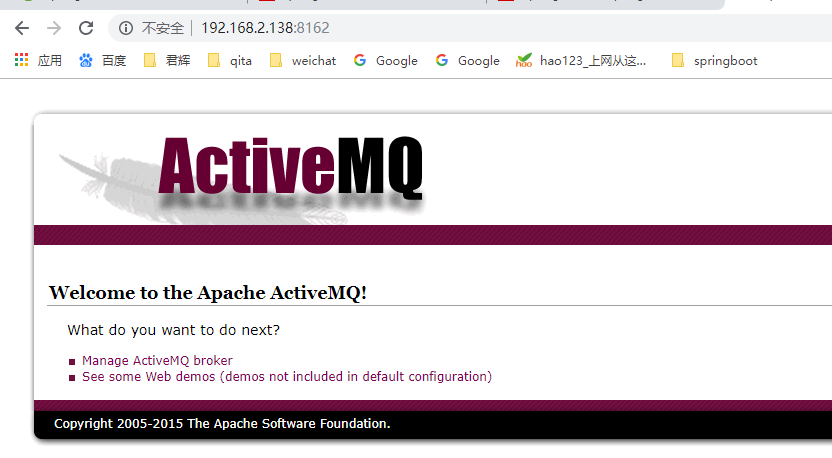 不安全 192.168.2.138:8162
应用 百度 君辉 qita weichat Google Google hao123_上网从这... springboot
ActiveMQ
Welcome to the Apache ActiveMQ!
What do you want to do next?
Manage ActiveMQ broker
See some Web demos (demos not included in default configuration)
Copyright 2005-2015 The Apache Software Foundation.